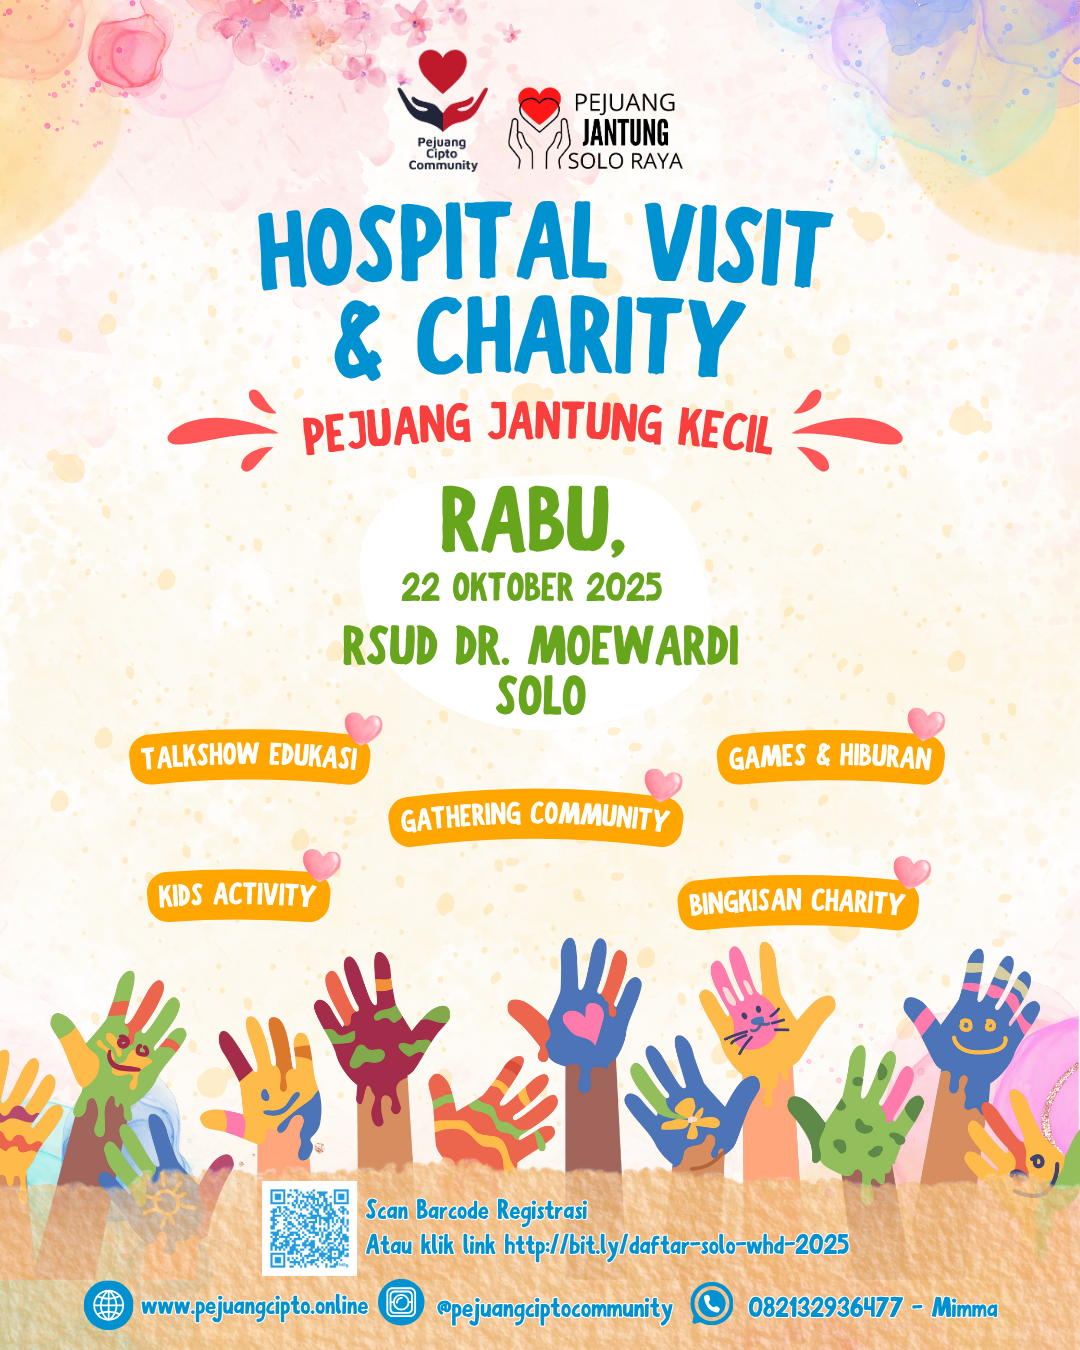 Pejuang
Cipto
Community
PEJUANG
JANTUNG
SOLO RAYA
HOSPITAL VISIT
& CHARITY
PEJUANG JANTUNG KECIL
RABU,
22 OKTOBER 2025
RSUD DR. MOEWARDI
SOLO
TALKSHOW EDUKASI
GAMES & HIBURAN
GATHERING COMMUNITY
KIDS ACTIVITY
BINGKISAN CHARITY
Scan Barcode Registrasi
Atau klik link http://bit.ly/daftar-solo-whd-2025
www.pejuangcipto.online
@pejuangciptocommunity
082132936477 - Mimma